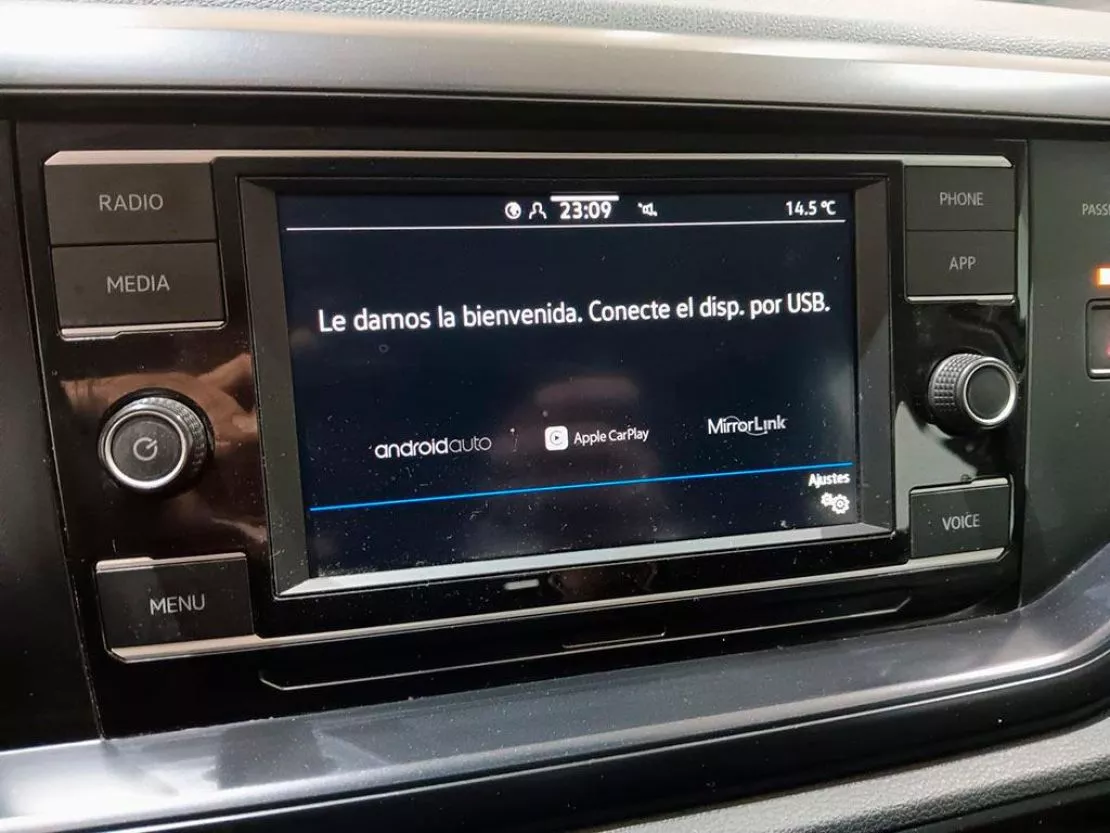 RADIO
MEDIA
MENU
23:09
14.5 °C
Le damos la bienvenida. Conecte el disp. por USB.
androidauto
Apple CarPlay
MirrorLink
Ajustes
PHONE
APP
VOICE